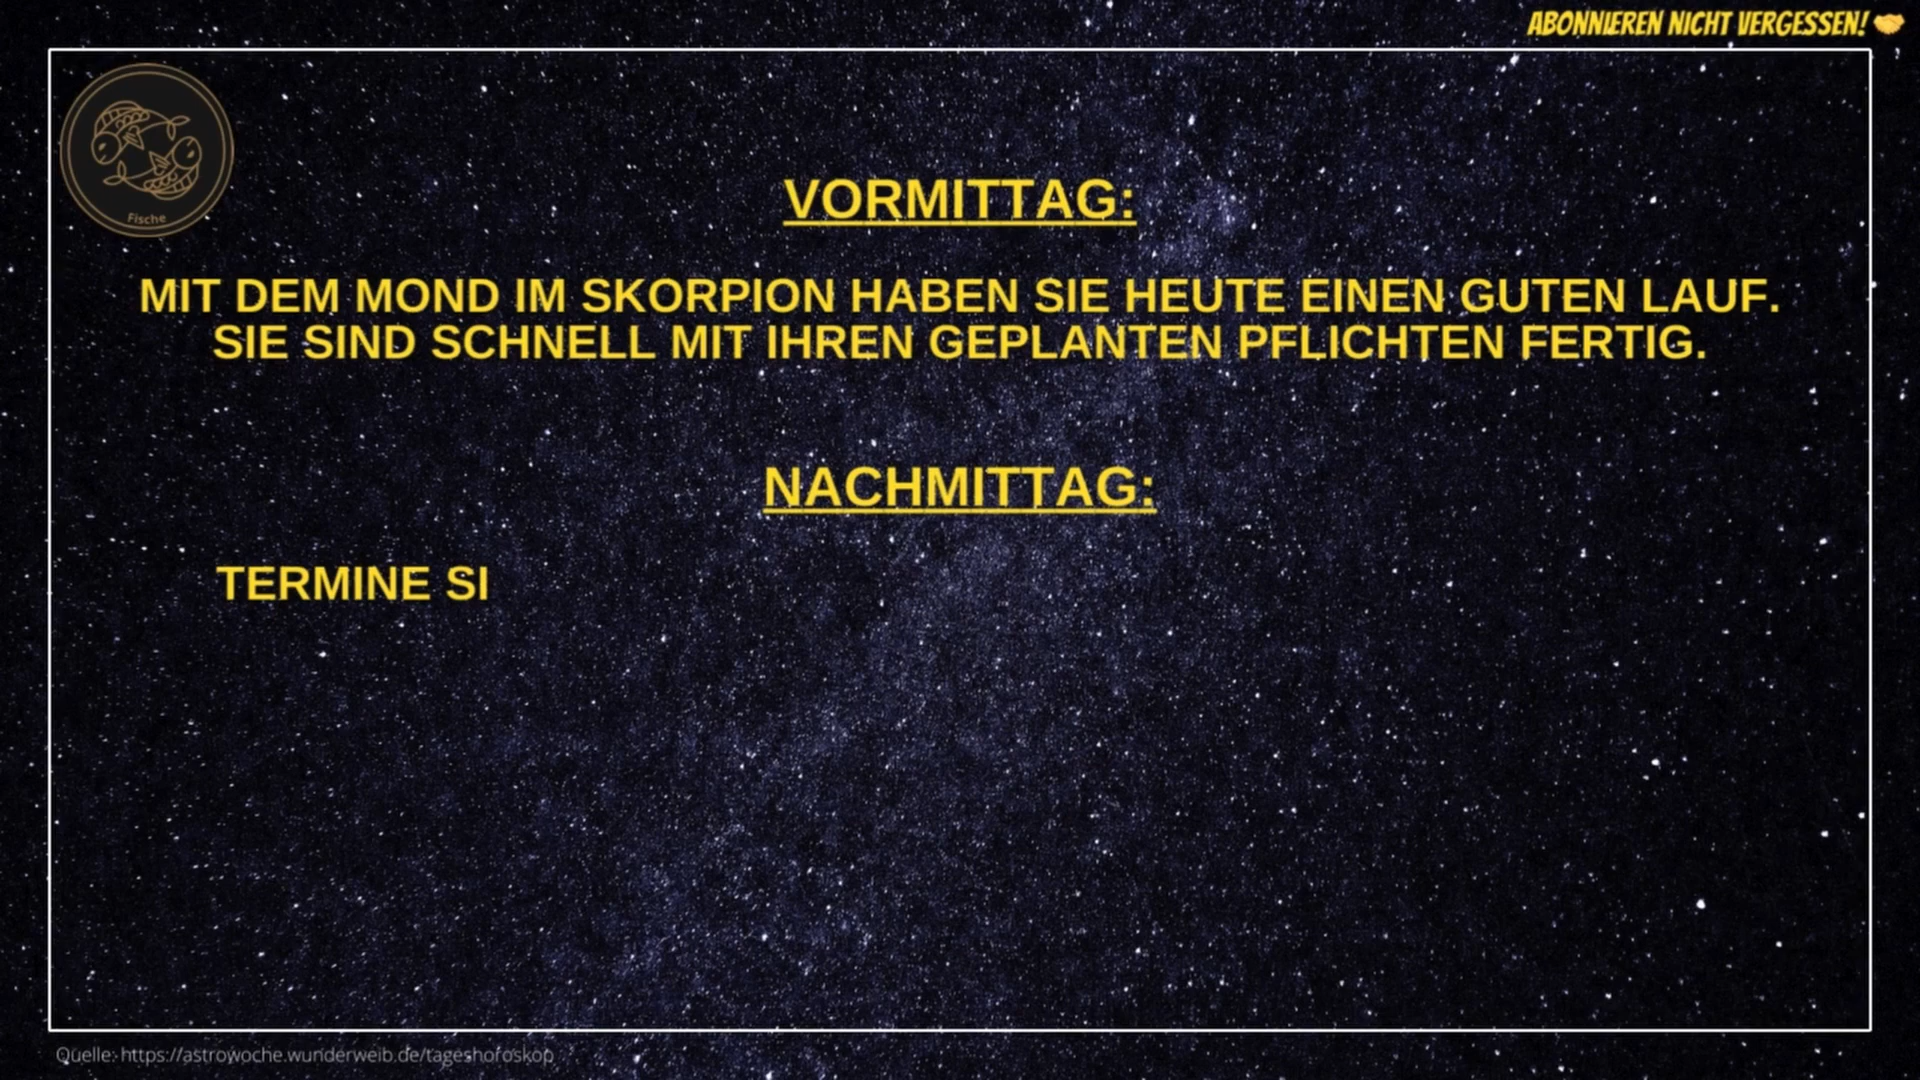 ABONNIEREN NICHT VERGESSEN!
Fische
VORMITTAG:
MIT DEM MOND IM SKORPION HABEN SIE HEUTE EINEN GUTEN LAUF.
SIE SIND SCHNELL MIT IHREN GEPLANTEN PFLICHTEN FERTIG.
NACHMITTAG:
TERMINE SI
Quelle: https://astrowoche.wunderweib.de/tageshoroskop